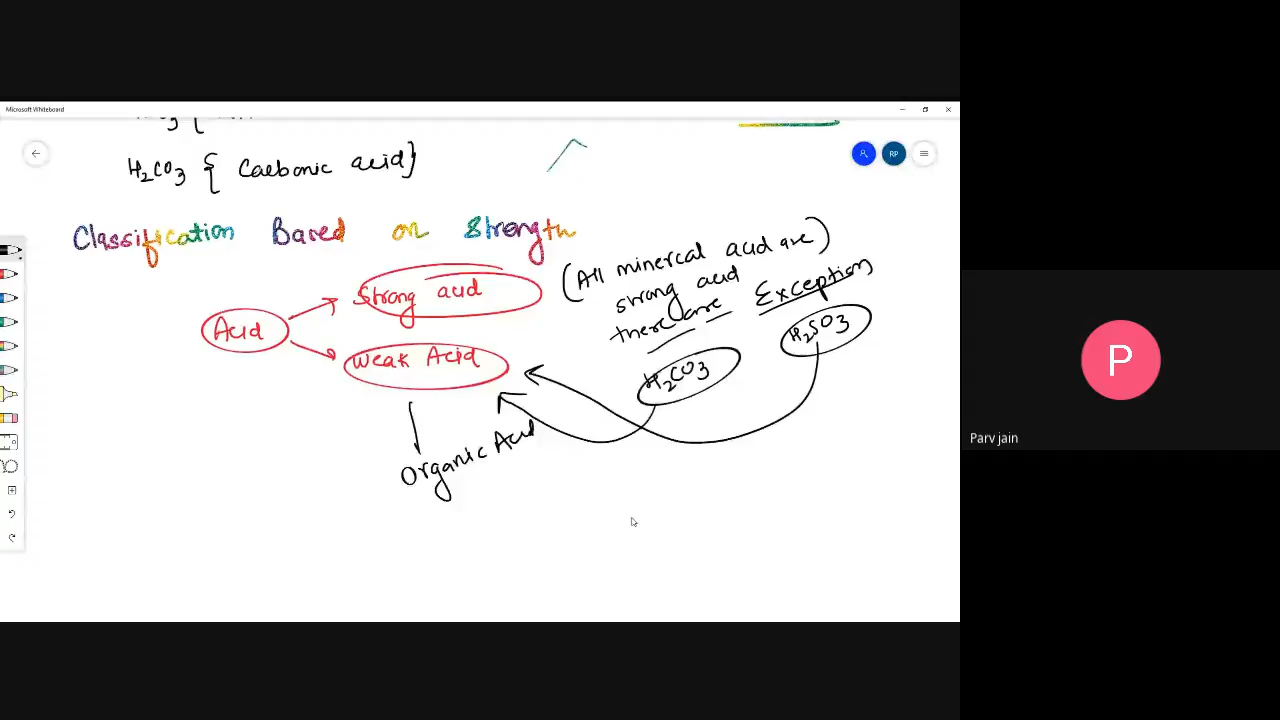 Microsoft Whiteboard
H2CO3 { Carbonic acid}
RP
Classification Based on Strength
Strong acid
Acid
Weak Acid
Organic Acid
(All minercal acid are)
strong acid
there are Exception
H2CO3
H2SO3
P
Parv jain